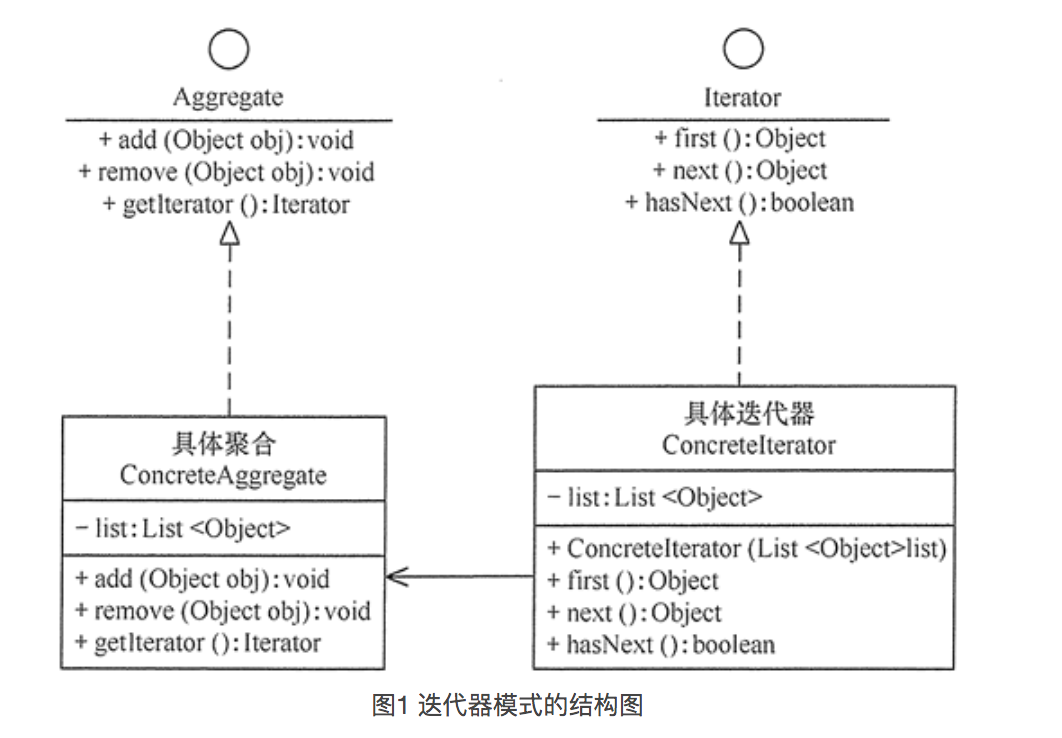 Aggregate
+ add (Object obj):void
+ remove (Object obj):void
+ getIterator ():Iterator
Iterator
+ first ():Object
+ next ():Object
+ hasNext ():boolean
具体聚合
ConcreteAggregate
- list:List <Object>
+ add (Object obj):void
+ remove (Object obj):void
+ getIterator ():Iterator
具体迭代器
ConcreteIterator
- list:List <Object>
+ ConcreteIterator (List <Object>list)
+ first ():Object
+ next ():Object
+ hasNext ():boolean
图1 迭代器模式的结构图